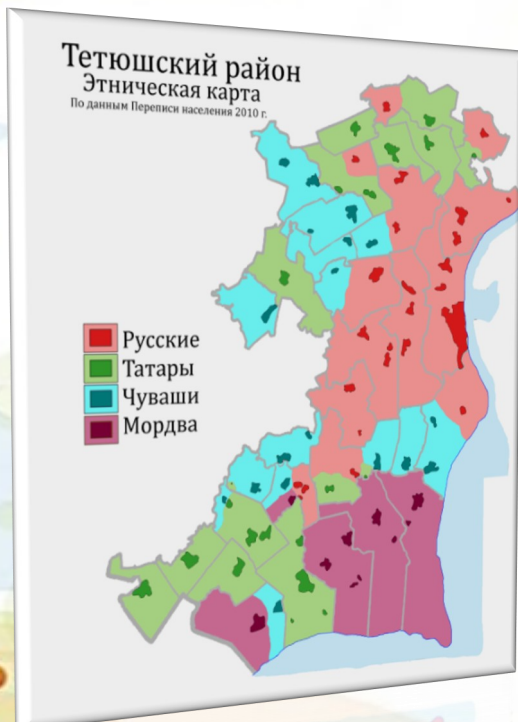 Тетюшский район
Этническая карта
По данным Переписи населения 2010 г.
Русские
Татары
Чуваши
Мордва